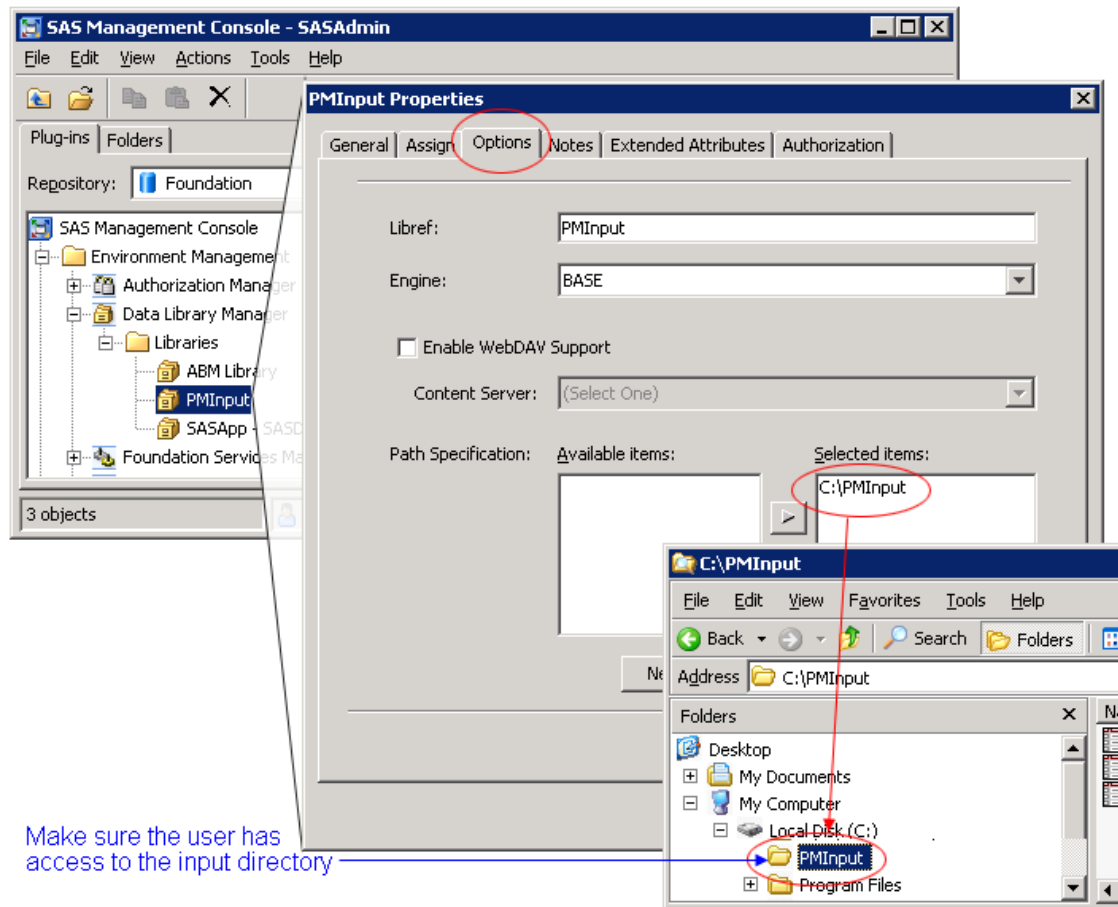 SAS Management Console - SASAdmin
File Edit View Actions Tools Help
Plug-ins Folders
Repository: Foundation
SAS Management Console
Environment Management
Authorization Manager
Data Library Manager
Libraries
ABM Library
PMInput
SASApp - SASD
Foundation Services Ma
3 objects
PMInput Properties
General Assign Options Notes Extended Attributes Authorization
Libref: PMInput
Engine: BASE
Enable WebDAV Support
Content Server: (Select One)
Path Specification: Available items: Selected items:
C:\PMInput
Ne
C:\PMInput
File Edit View Favorites Tools Help
Back Search Folders
Address C:\PMInput
Folders
Na
Desktop
My Documents
My Computer
Local Disk (C:)
PMInput
Program Files
Make sure the user has
access to the input directory